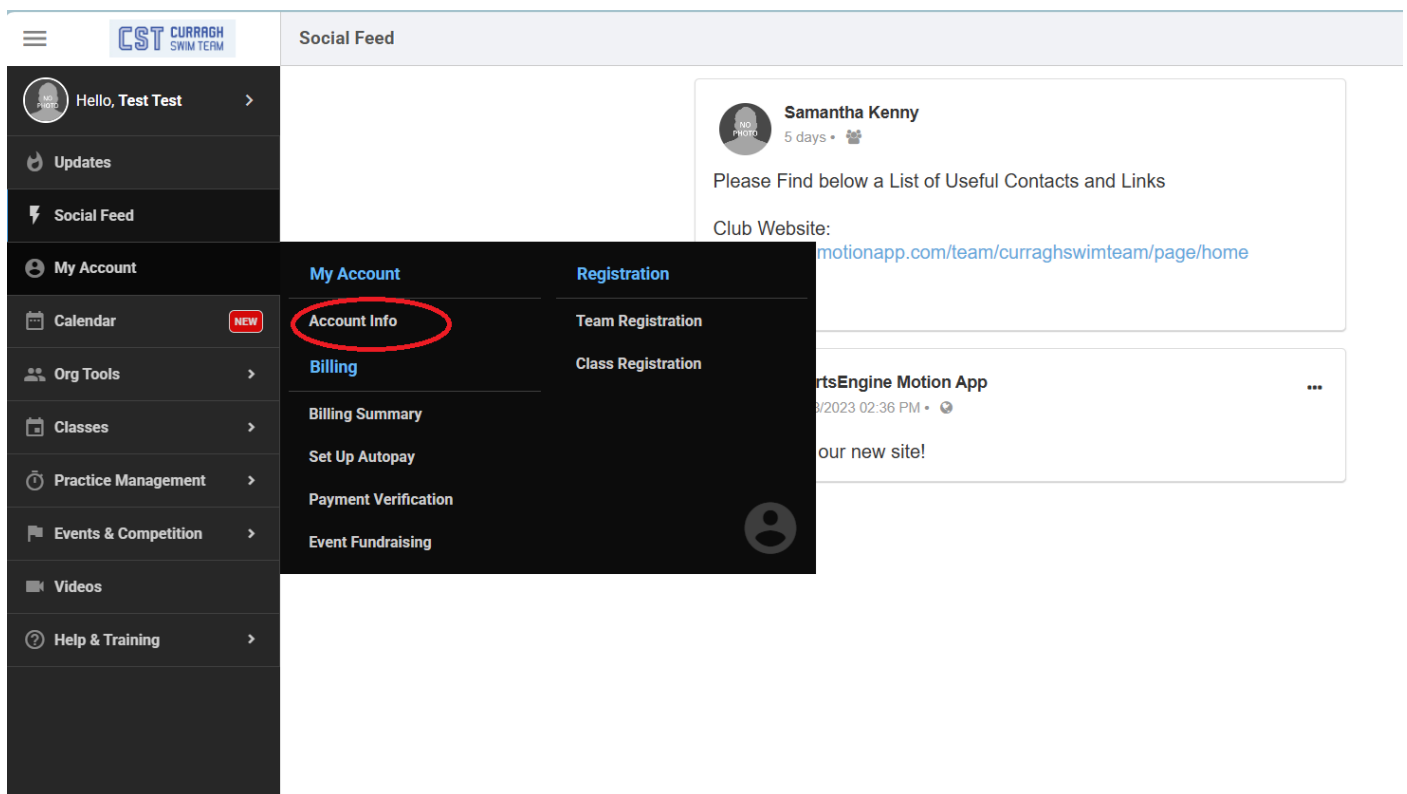 CST CURRAGH
SWIM TEAM
Social Feed
NO
PHOTO
Hello, Test Test
Updates
Social Feed
My Account
Calendar
NEW
Org Tools
Classes
Practice Management
Events & Competition
Videos
Help & Training
My Account
Account Info
Billing
Billing Summary
Set Up Autopay
Payment Verification
Event Fundraising
Registration
Team Registration
Class Registration
NO
PHOTO
Samantha Kenny
5 days •
Please Find below a List of Useful Contacts and Links
Club Website:
motionapp.com/team/curraghswimteam/page/home
rtsEngine Motion App
/2023 02:36 PM •
our new site!